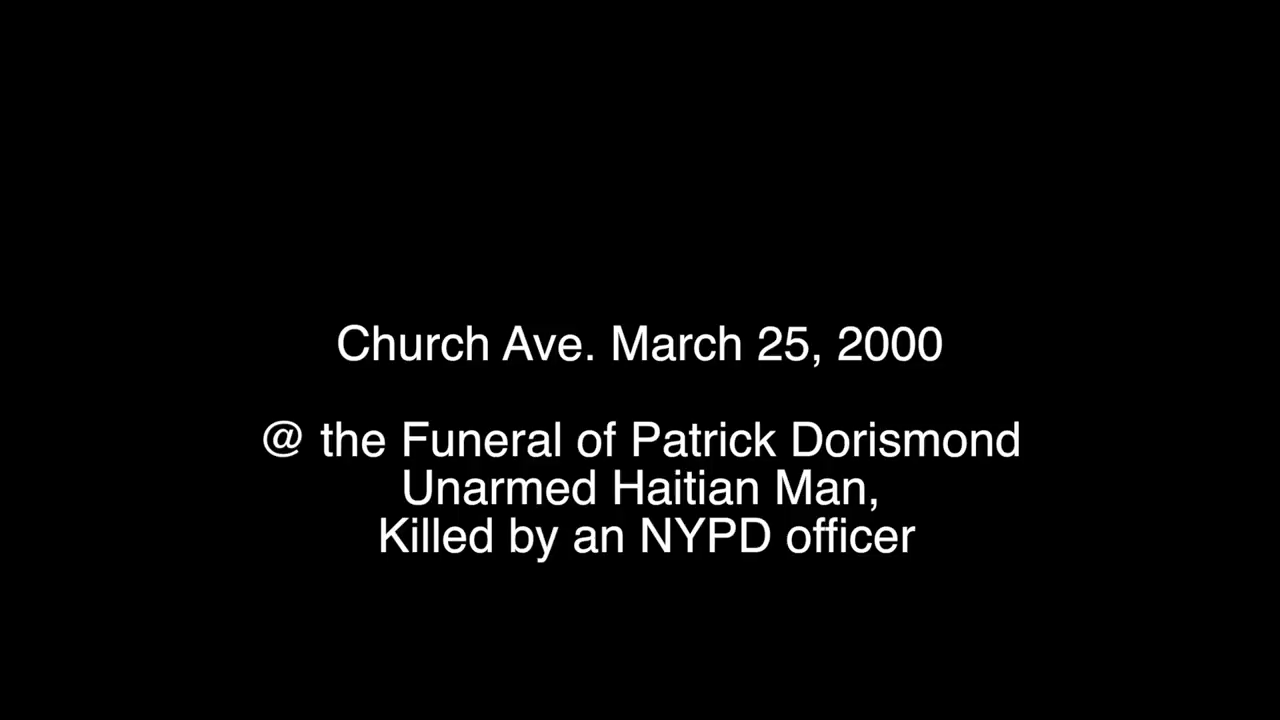 Church Ave. March 25, 2000
@ the Funeral of Patrick Dorismond
Unarmed Haitian Man,
Killed by an NYPD officer